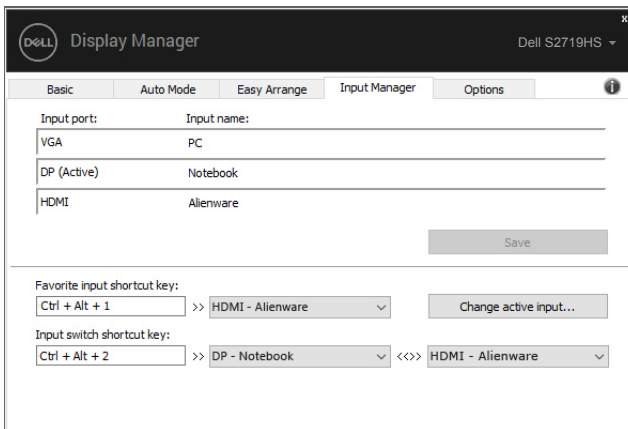 x
DELL Display Manager Dell S2719HS
Basic Auto Mode Easy Arrange Input Manager Options i
Input port: Input name:
VGA PC
DP (Active) Notebook
HDMI Alienware
Save
Favorite input shortcut key:
Ctrl + Alt + 1 >> HDMI - Alienware Change active input...
Input switch shortcut key:
Ctrl + Alt + 2 >> DP - Notebook <<>> HDMI - Alienware